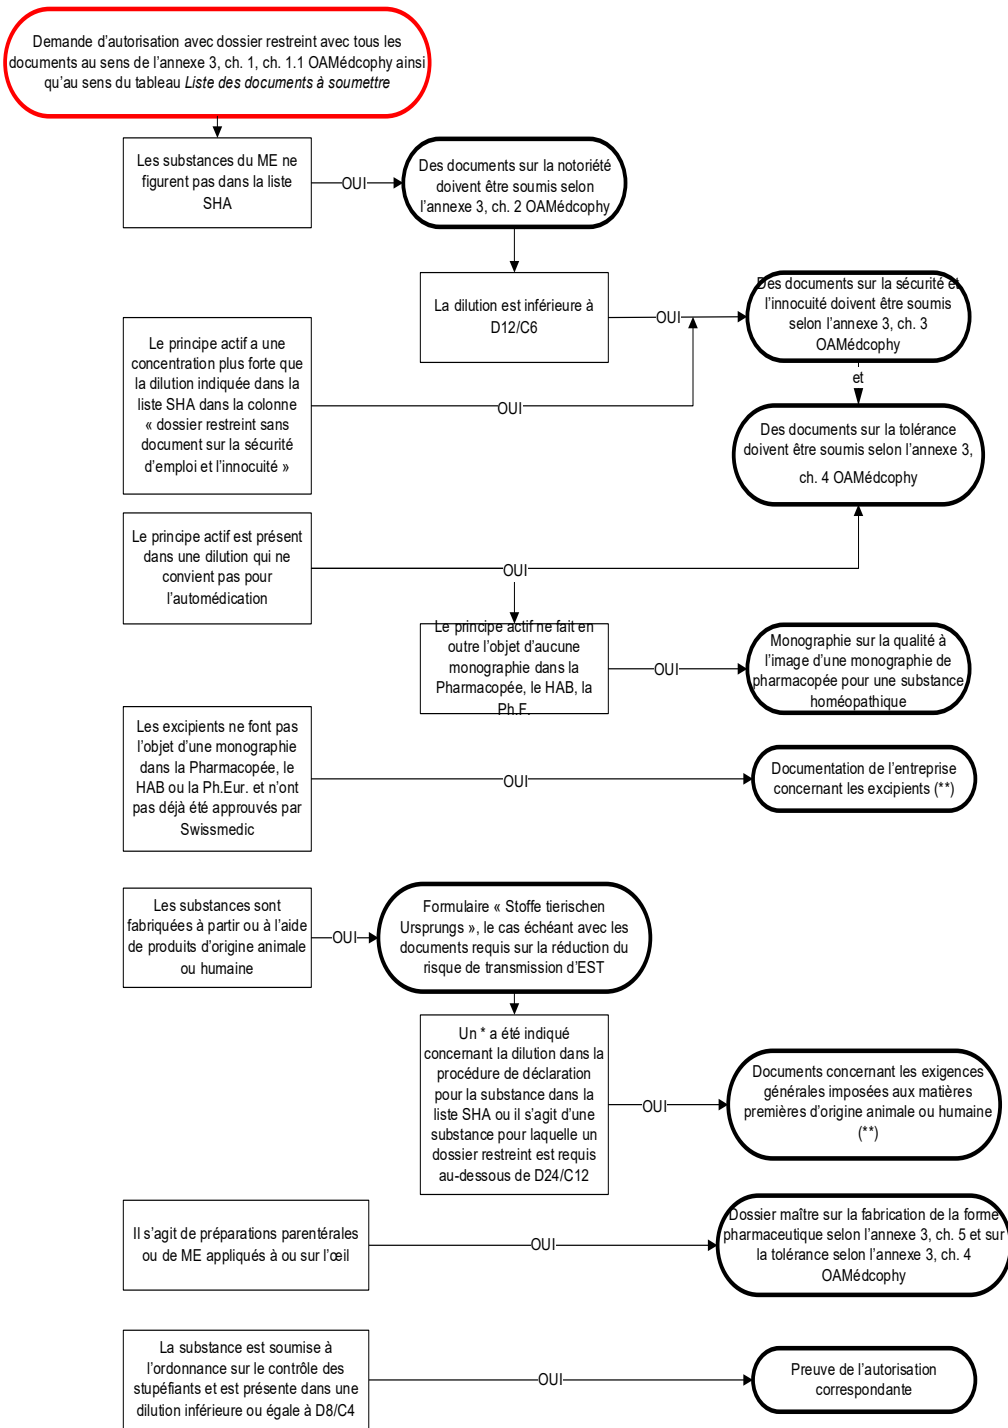 Demande d'autorisation avec dossier restreint avec tous les
documents au sens de l'annexe 3, ch. 1, ch. 1.1 OAMédcophy ainsi
qu'au sens du tableau Liste des documents à soumettre
Les substances du ME ne
figurent pas dans la liste
SHA
OUI
Des documents sur la notoriété
doivent être soumis selon
l'annexe 3, ch. 2 OAMédcophy
La dilution est inférieure à
D12/C6
OUI
Des documents sur la sécurité et
l'innocuité doivent être soumis
selon l'annexe 3, ch. 3
OAMédcophy
Le principe actif a une
concentration plus forte que
la dilution indiquée dans la
liste SHA dans la colonne
« dossier restreint sans
document sur la sécurité
d'emploi et l'innocuité »
OUI
et
Des documents sur la tolérance
doivent être soumis selon l'annexe 3,
ch. 4 OAMédcophy
Le principe actif est présent
dans une dilution qui ne
convient pas pour
l'automédication
OUI
Le principe actif ne fait en
outre l'objet d'aucune
monographie dans la
Pharmacopée, le HAB, la
Ph.F.
OUI
Monographie sur la qualité à
l'image d'une monographie de
pharmacopée pour une substance
homéopathique
Les excipients ne font pas
l'objet d'une monographie
dans la Pharmacopée, le
HAB ou la Ph.Eur. et n'ont
pas déjà été approuvés par
Swissmedic
OUI
Documentation de l'entreprise
concernant les excipients (**)
Les substances sont
fabriquées à partir ou à l'aide
de produits d'origine animale
ou humaine
OUI
Formulaire « Stoffe tierischen
Ursprungs », le cas échéant avec les
documents requis sur la réduction du
risque de transmission d'EST
Un * a été indiqué
concernant la dilution dans la
procédure de déclaration
pour la substance dans la
liste SHA ou il s'agit d'une
substance pour laquelle un
dossier restreint est requis
au-dessous de D24/C12
OUI
Documents concernant les exigences
générales imposées aux matières
premières d'origine animale ou humaine
(**)
Il s'agit de préparations parentérales
ou de ME appliqués à ou sur l'œil
OUI
Dossier maître sur la fabrication de la forme
pharmaceutique selon l'annexe 3, ch. 5 et sur
la tolérance selon l'annexe 3, ch. 4
OAMédcophy
La substance est soumise à
l'ordonnance sur le contrôle des
stupéfiants et est présente dans une
dilution inférieure ou égale à D8/C4
OUI
Preuve de l'autorisation
correspondante